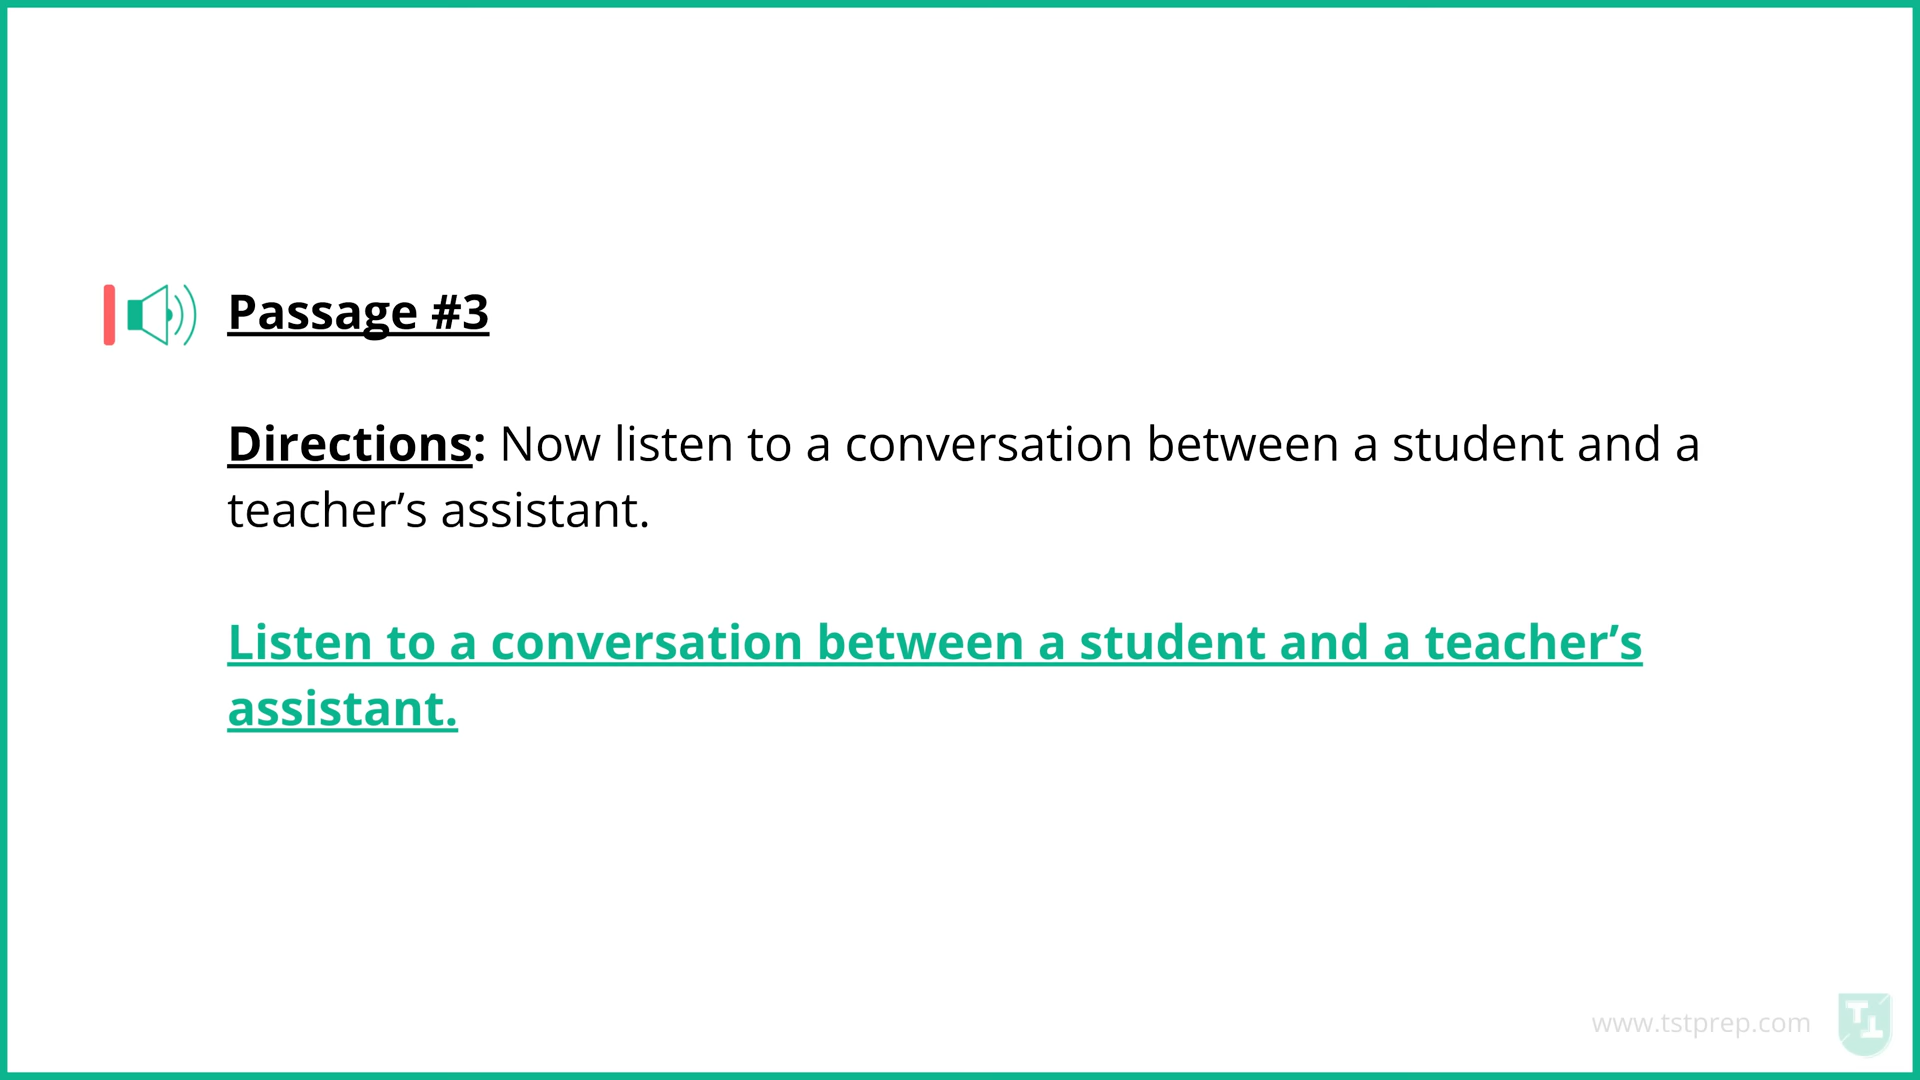 Passage #3
Directions: Now listen to a conversation between a student and a
teacher’s assistant.
Listen to a conversation between a student and a teacher’s
assistant.
www.tstprep.com